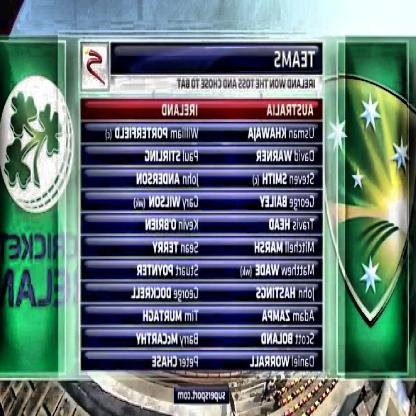 TEAMS
IRELAND WON THE TOSS AND CHOSE TO BAT
AUSTRALIA IRELAND
Usman KHAWAJA William PORTERFIELD (c)
David WARNER Paul STIRLING
Steven SMITH (c) John ANDERSON
George BAILEY Gary WILSON (wk)
Travis HEAD Kevin O'BRIEN
Mitchell MARSH Sean TERRY
Matthew WADE (wk) Stuart POYNTER
John HASTINGS George DOCKRELL
Adam ZAMPA Tim MURTAGH
Scott BOLAND Barry McCARTHY
Daniel WORRALL Peter CHASE
supersport.com
CRICKET